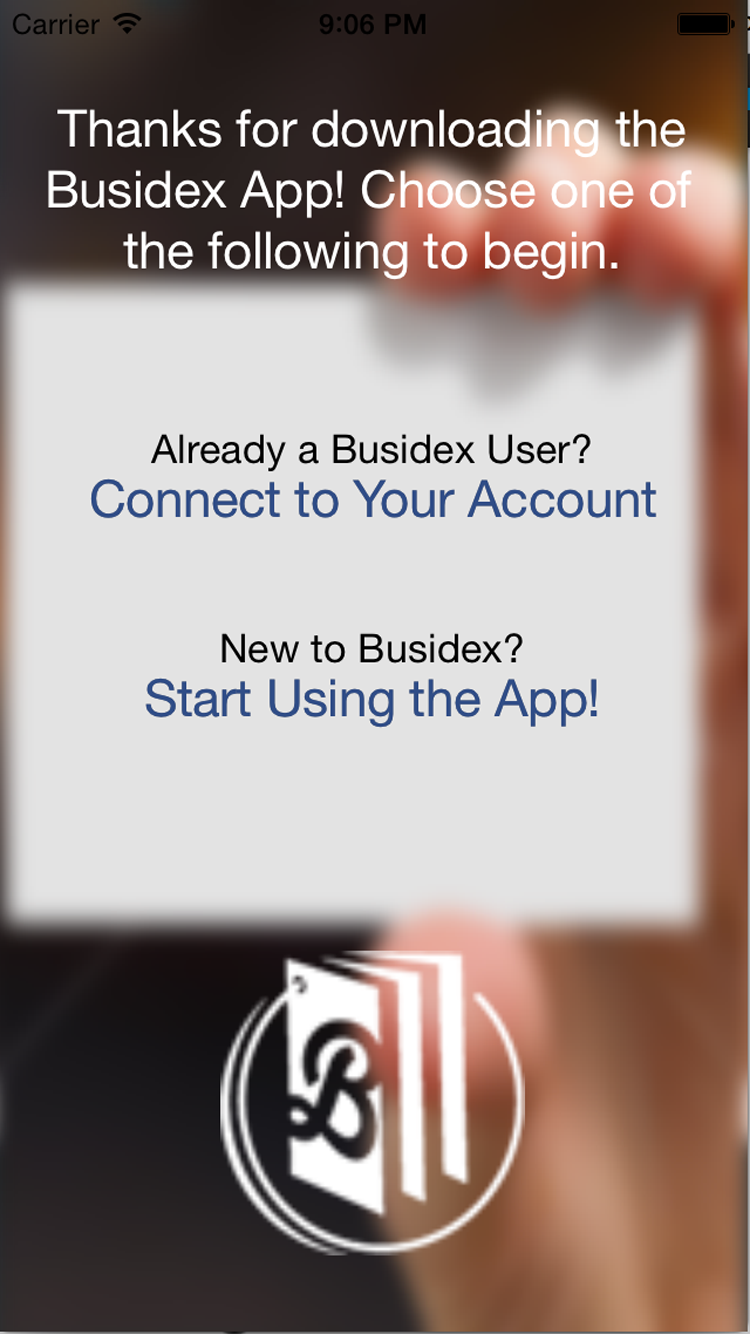 Carrier 9:06 PM
Thanks for downloading the
Busidex App! Choose one of
the following to begin.
Already a Busidex User?
Connect to Your Account
New to Busidex?
Start Using the App!
B